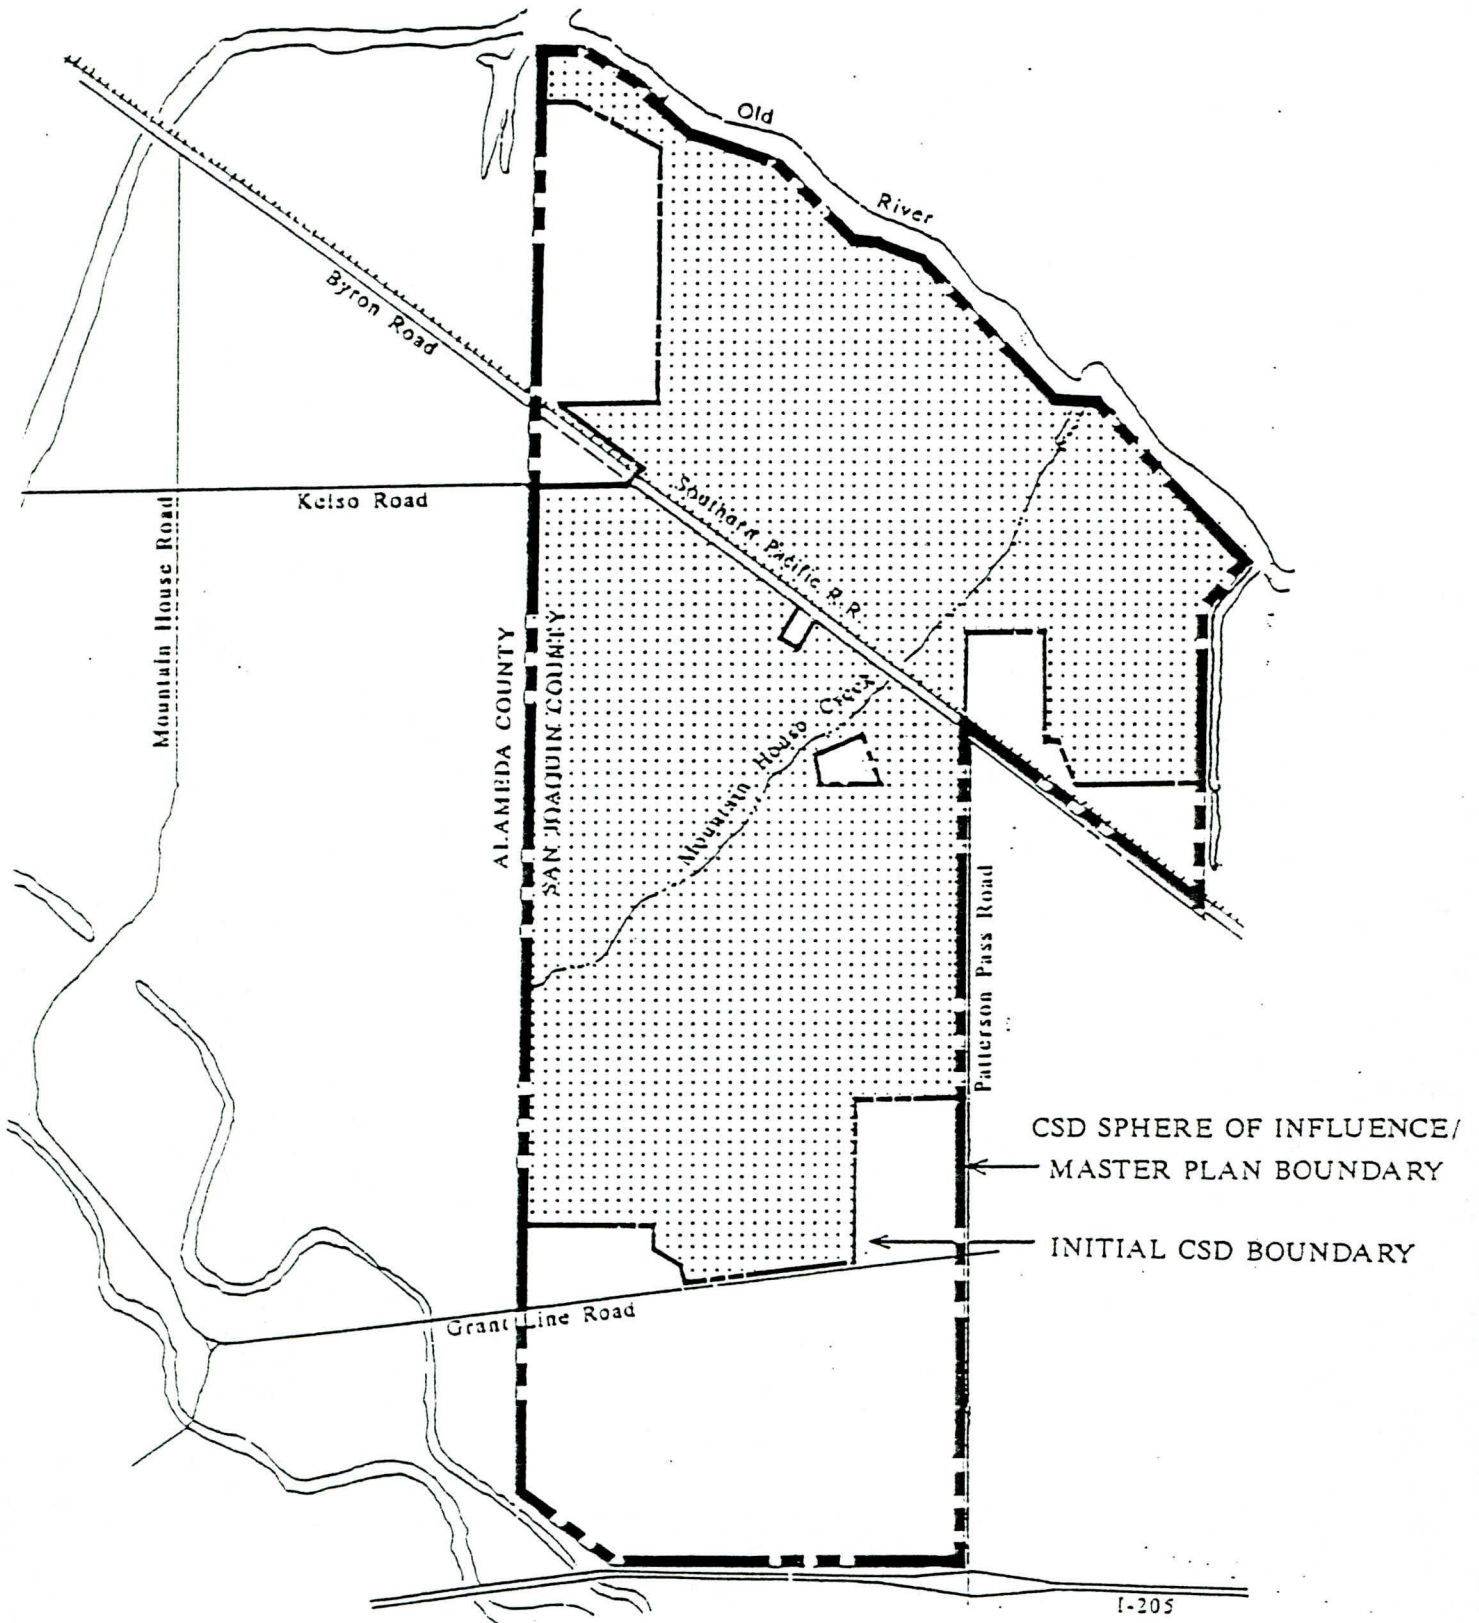 Old
River
Byron Road
Kelso Road
Mountain House Road
Southern Pacific R.R.
ALAMEDA COUNTY
SAN JOAQUIN COUNTY
Mountain House Creek
Patterson Pass Road
CSD SPHERE OF INFLUENCE/
MASTER PLAN BOUNDARY
INITIAL CSD BOUNDARY
Grant Line Road
I-205